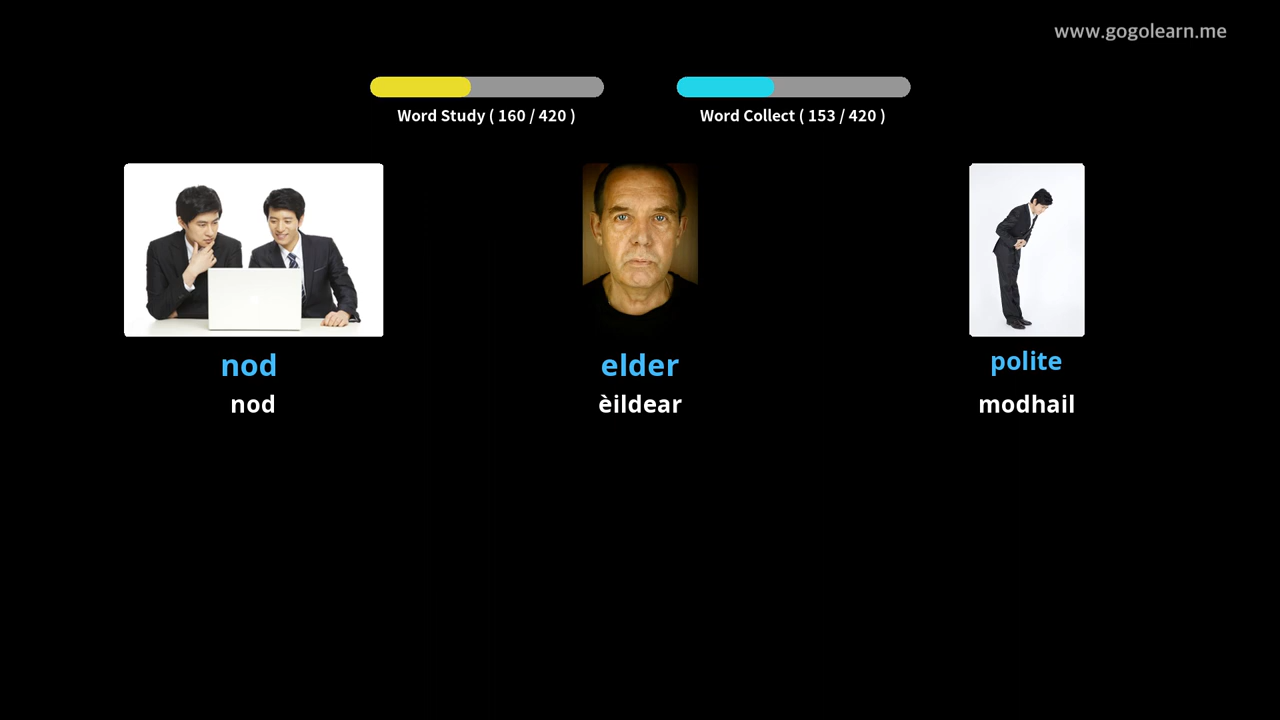 www.gogolearn.me
Word Study ( 160 / 420 )
Word Collect ( 153 / 420 )
nod
elder
polite
nod
èildear
modhail